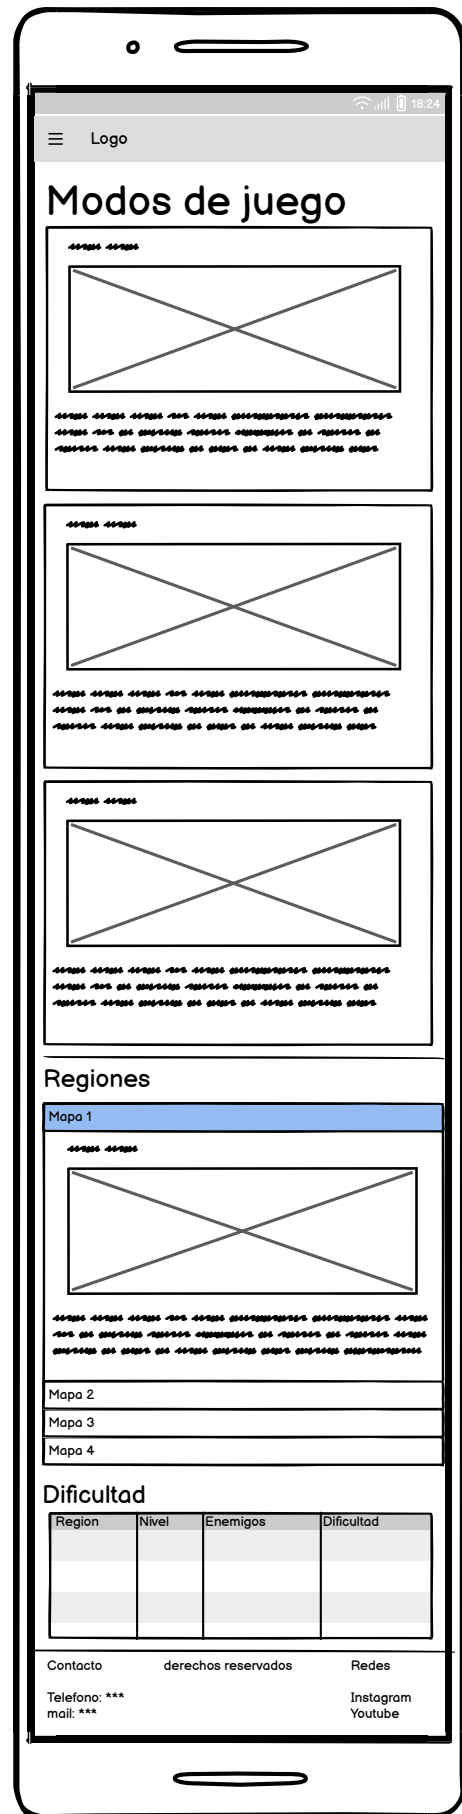 18:24
Logo
Modos de juego
Regiones
Mapa 1
Mapa 2
Mapa 3
Mapa 4
Dificultad
Region Nivel Enemigos Dificultad
Contacto derechos reservados Redes
Telefono: *** Instagram
mail: *** Youtube